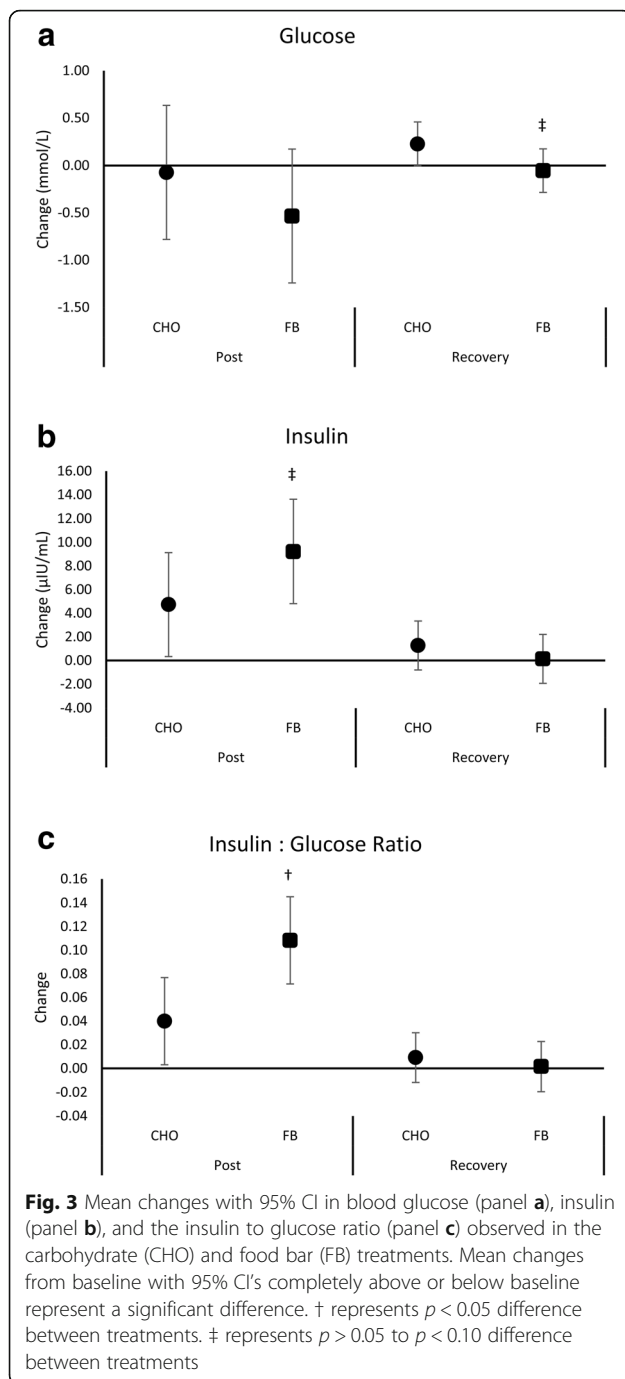 a
Glucose
1.00
0.50
0.00
-0.50
-1.00
-1.50
Change (mmol/L)
‡
CHO FB CHO FB
Post Recovery
b
Insulin
16.00
14.00
12.00
10.00
8.00
6.00
4.00
2.00
0.00
-2.00
-4.00
Change (µIU/mL)
‡
CHO FB CHO FB
Post Recovery
c
Insulin : Glucose Ratio
0.16
0.14
0.12
0.10
0.08
0.06
0.04
0.02
0.00
-0.02
-0.04
Change
†
CHO FB CHO FB
Post Recovery
Fig. 3 Mean changes with 95% CI in blood glucose (panel a), insulin
(panel b), and the insulin to glucose ratio (panel c) observed in the
carbohydrate (CHO) and food bar (FB) treatments. Mean changes
from baseline with 95% CI's completely above or below baseline
represent a significant difference. † represents p < 0.05 difference
between treatments. ‡ represents p > 0.05 to p < 0.10 difference
between treatments